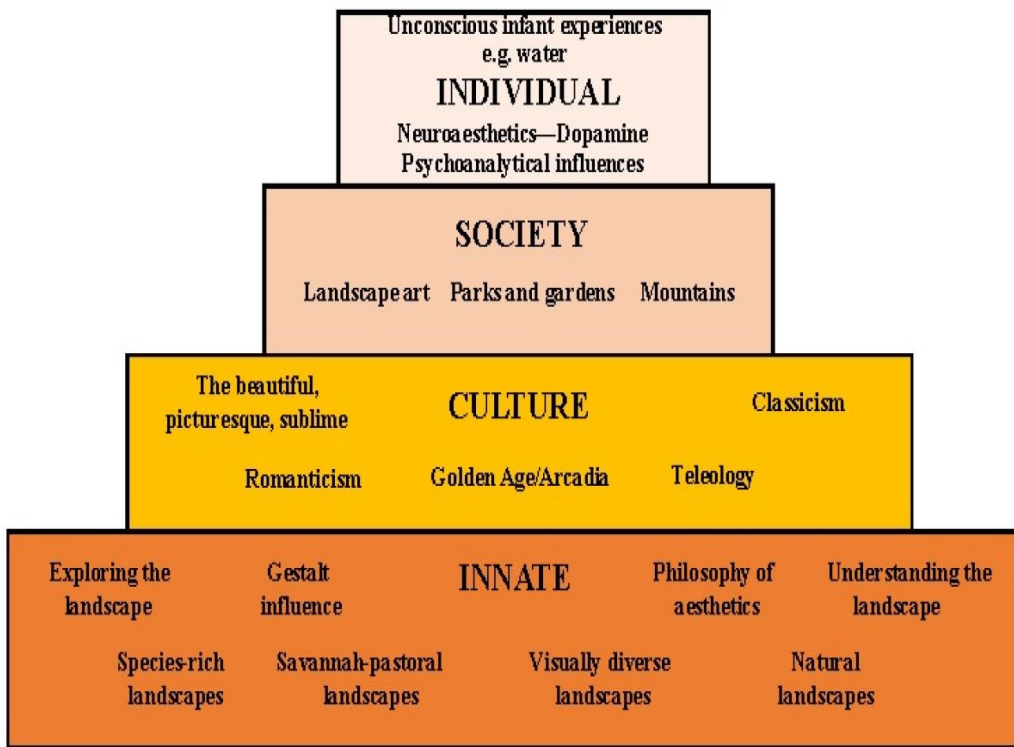 Unconscious infant experiences
e.g. water
INDIVIDUAL
Neuroaesthetics—Dopamine
Psychoanalytical influences
SOCIETY
Landscape art Parks and gardens Mountains
The beautiful,
picturesque, sublime
CULTURE
Classicism
Romanticism
Golden Age/Arcadia
Teleology
Exploring the
landscape
Gestalt
influence
INNATE
Philosophy of
aesthetics
Understanding the
landscape
Species-rich
landscapes
Savannah-pastoral
landscapes
Visually diverse
landscapes
Natural
landscapes